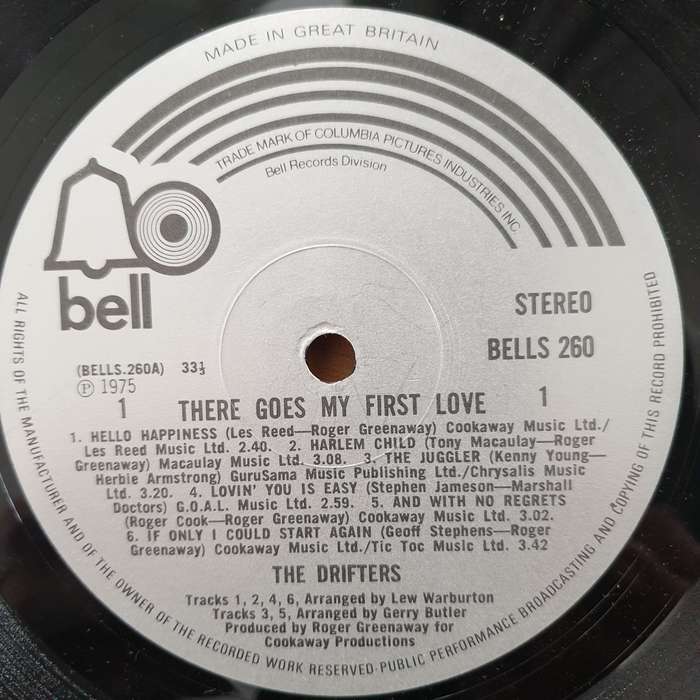 MADE IN GREAT BRITAIN
TRADE MARK OF COLUMBIA PICTURES INDUSTRIES INC.
Bell Records Division
bell
STEREO
BELLS 260
(BELLS.260A) 33⅓
Ⓟ 1975
1 THERE GOES MY FIRST LOVE 1
1. HELLO HAPPINESS (Les Reed—Roger Greenaway) Cookaway Music Ltd./
Les Reed Music Ltd. 2.40. 2. HARLEM CHILD (Tony Macaulay—Roger
Greenaway) Macaulay Music Ltd. 3.08. 3. THE JUGGLER (Kenny Young—
Herbie Armstrong) GuruSama Music Publishing Ltd./Chrysalis Music
Ltd. 3.20. 4. LOVIN' YOU IS EASY (Stephen Jameson—Marshall
Doctors) G.O.A.L. Music Ltd. 2.59. 5. AND WITH NO REGRETS
(Roger Cook—Roger Greenaway) Cookaway Music Ltd. 3.02.
6. IF ONLY I COULD START AGAIN (Geoff Stephens—Roger
Greenaway) Cookaway Music Ltd./Tic Toc Music Ltd. 3.42
THE DRIFTERS
Tracks 1, 2, 4, 6, Arranged by Lew Warburton
Tracks 3, 5, Arranged by Gerry Butler
Produced by Roger Greenaway for
Cookaway Productions
ALL RIGHTS OF THE MANUFACTURER AND OF THE OWNER OF THE RECORDED WORK RESERVED·PUBLIC PERFORMANCE BROADCASTING AND COPYING OF THIS RECORD PROHIBITED